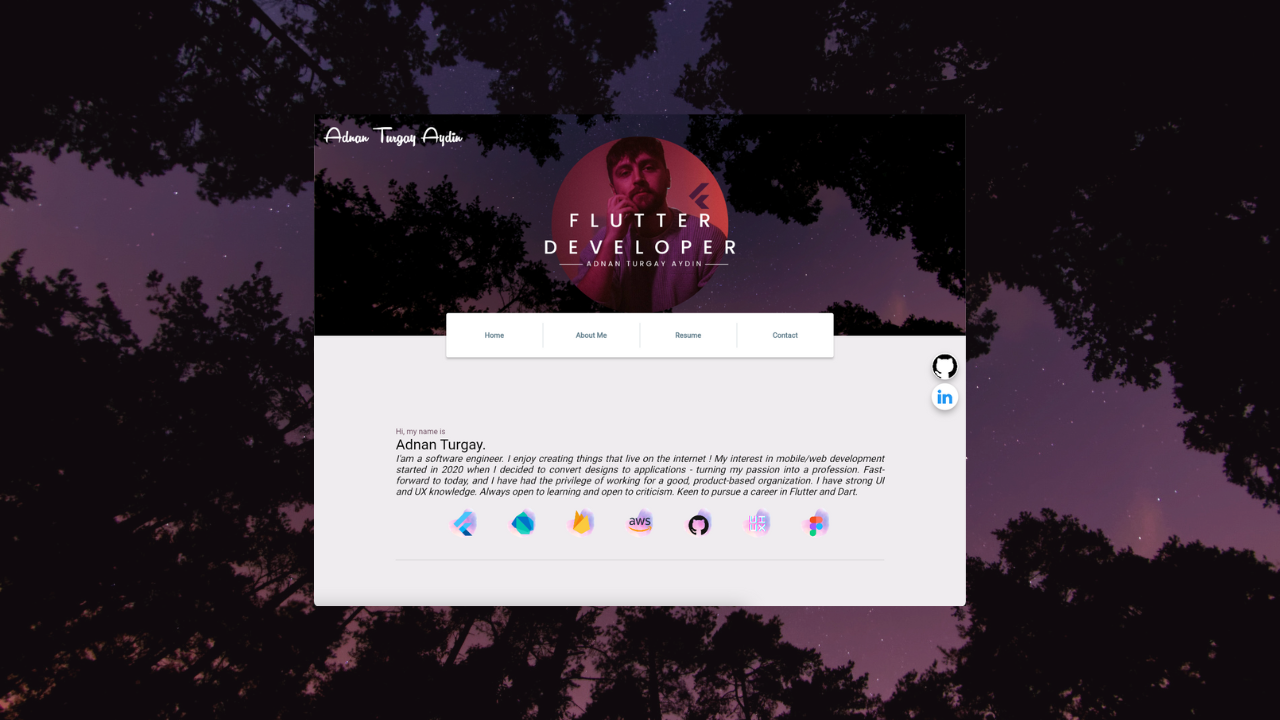 Adnan Turgay Aydin
FLUTTER
DEVELOPER
ADNAN TURGAY AYDIN
Home
About Me
Resume
Contact
in
Hi, my name is
Adnan Turgay.
I'am a software engineer. I enjoy creating things that live on the internet ! My interest in mobile/web development
started in 2020 when I decided to convert designs to applications - turning my passion into a profession. Fast-
forward to today, and I have had the privilege of working for a good, product-based organization. I have strong UI
and UX knowledge. Always open to learning and open to criticism. Keen to pursue a career in Flutter and Dart.
aws
UI
UX